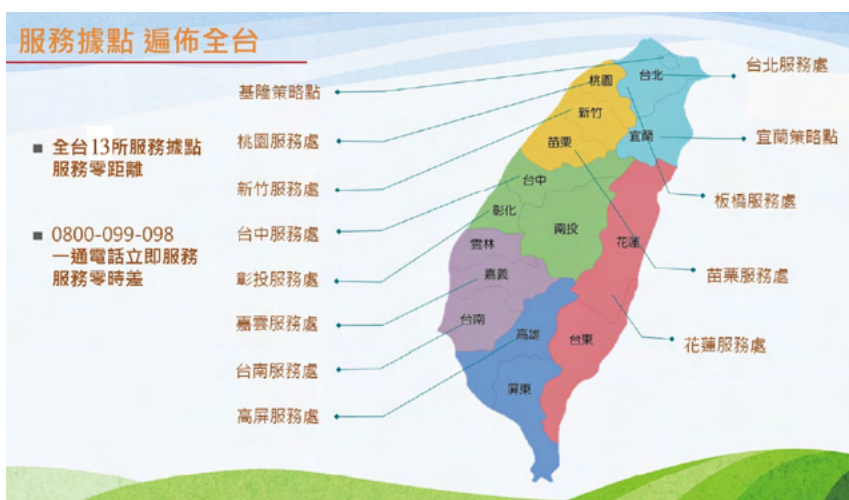 服務據點 遍佈全台
■ 全台13所服務據點
服務零距離
■ 0800-099-098
一通電話立即服務
服務零時差
基隆策略點
桃園服務處
新竹服務處
台中服務處
彰投服務處
嘉雲服務處
台南服務處
高屏服務處
桃園
台北
新竹
宜蘭
苗栗
台中
彰化
南投
雲林
花蓮
嘉義
台南
高雄
台東
屏東
台北服務處
宜蘭策略點
板橋服務處
苗栗服務處
花蓮服務處